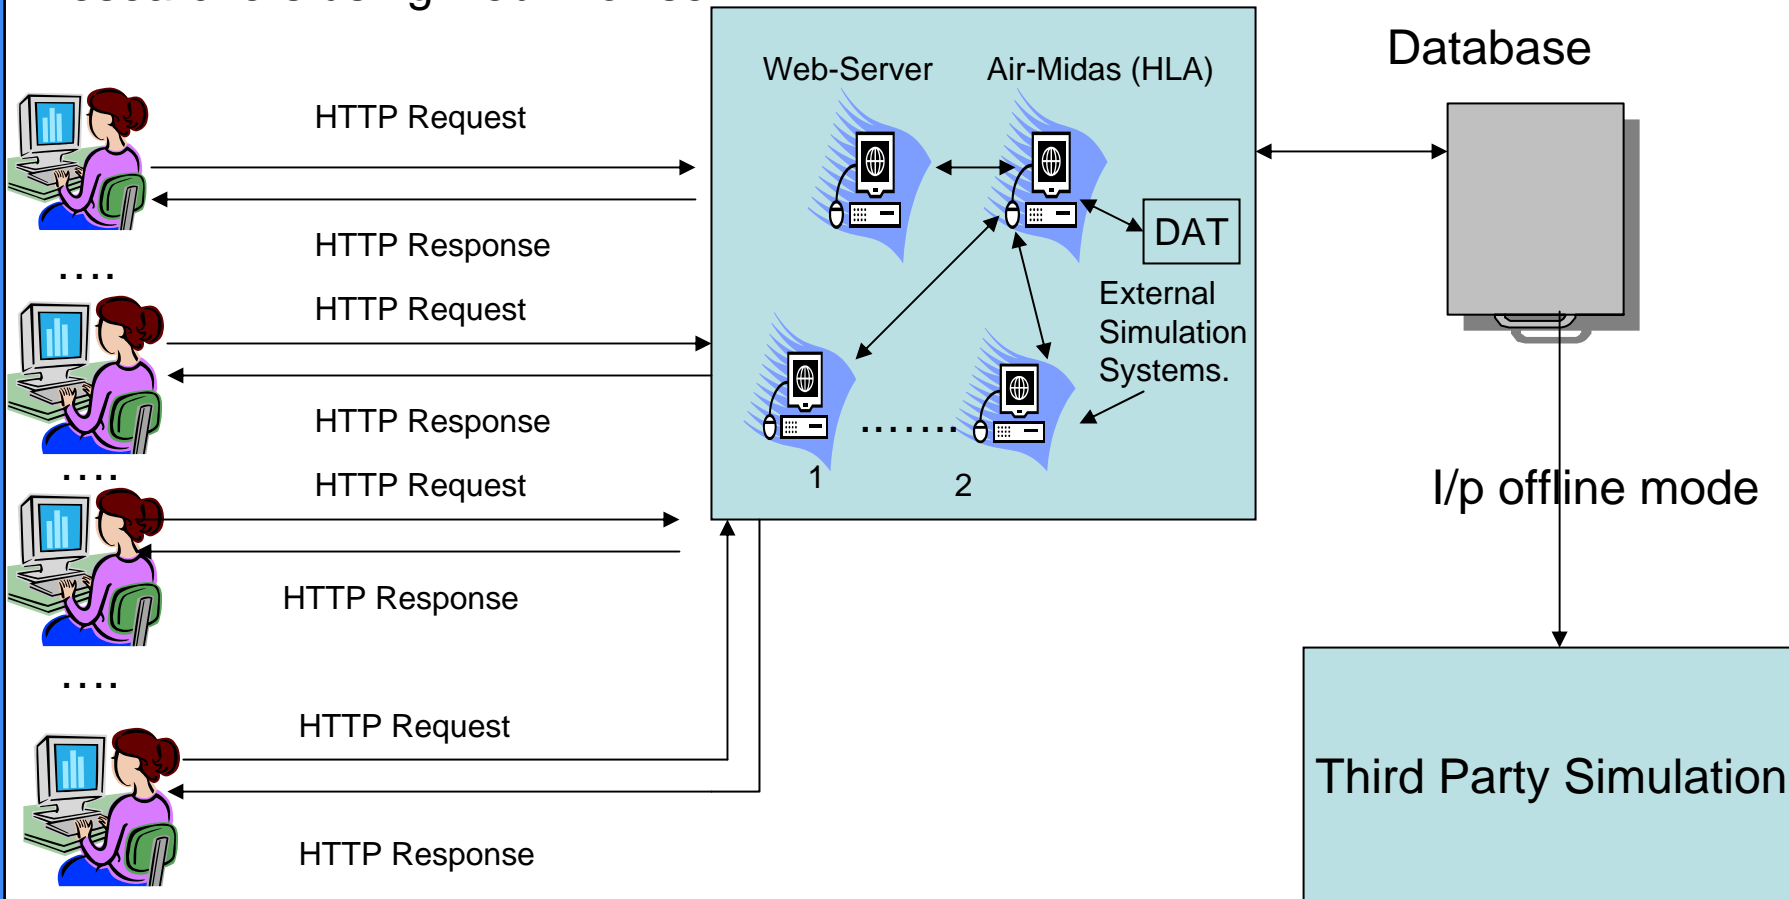 Web-Server
Air-Midas (HLA)
Database
HTTP Request
HTTP Response
....
HTTP Request
HTTP Response
....
HTTP Request
HTTP Response
....
HTTP Request
HTTP Response
DAT
External
Simulation
Systems.
.......
1
2
I/p offline mode
Third Party Simulation